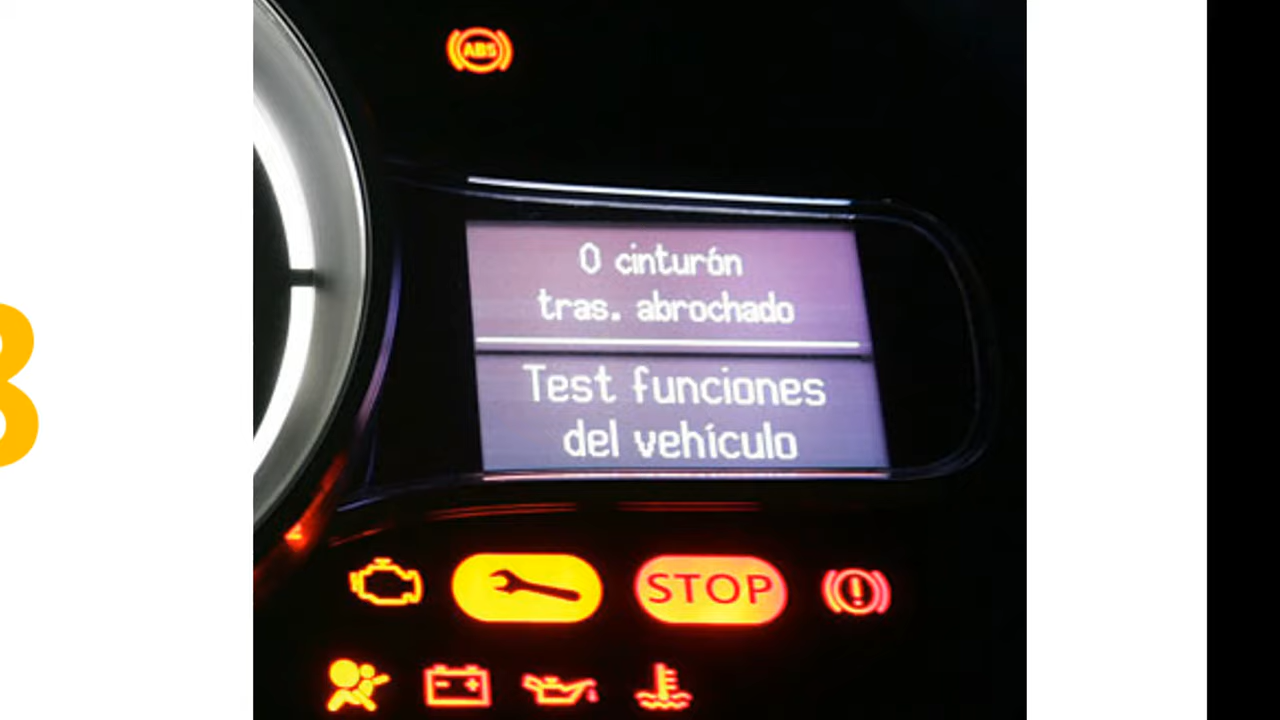 ABS
0 cinturón
tras. abrochado
Test funciones
del vehículo
STOP